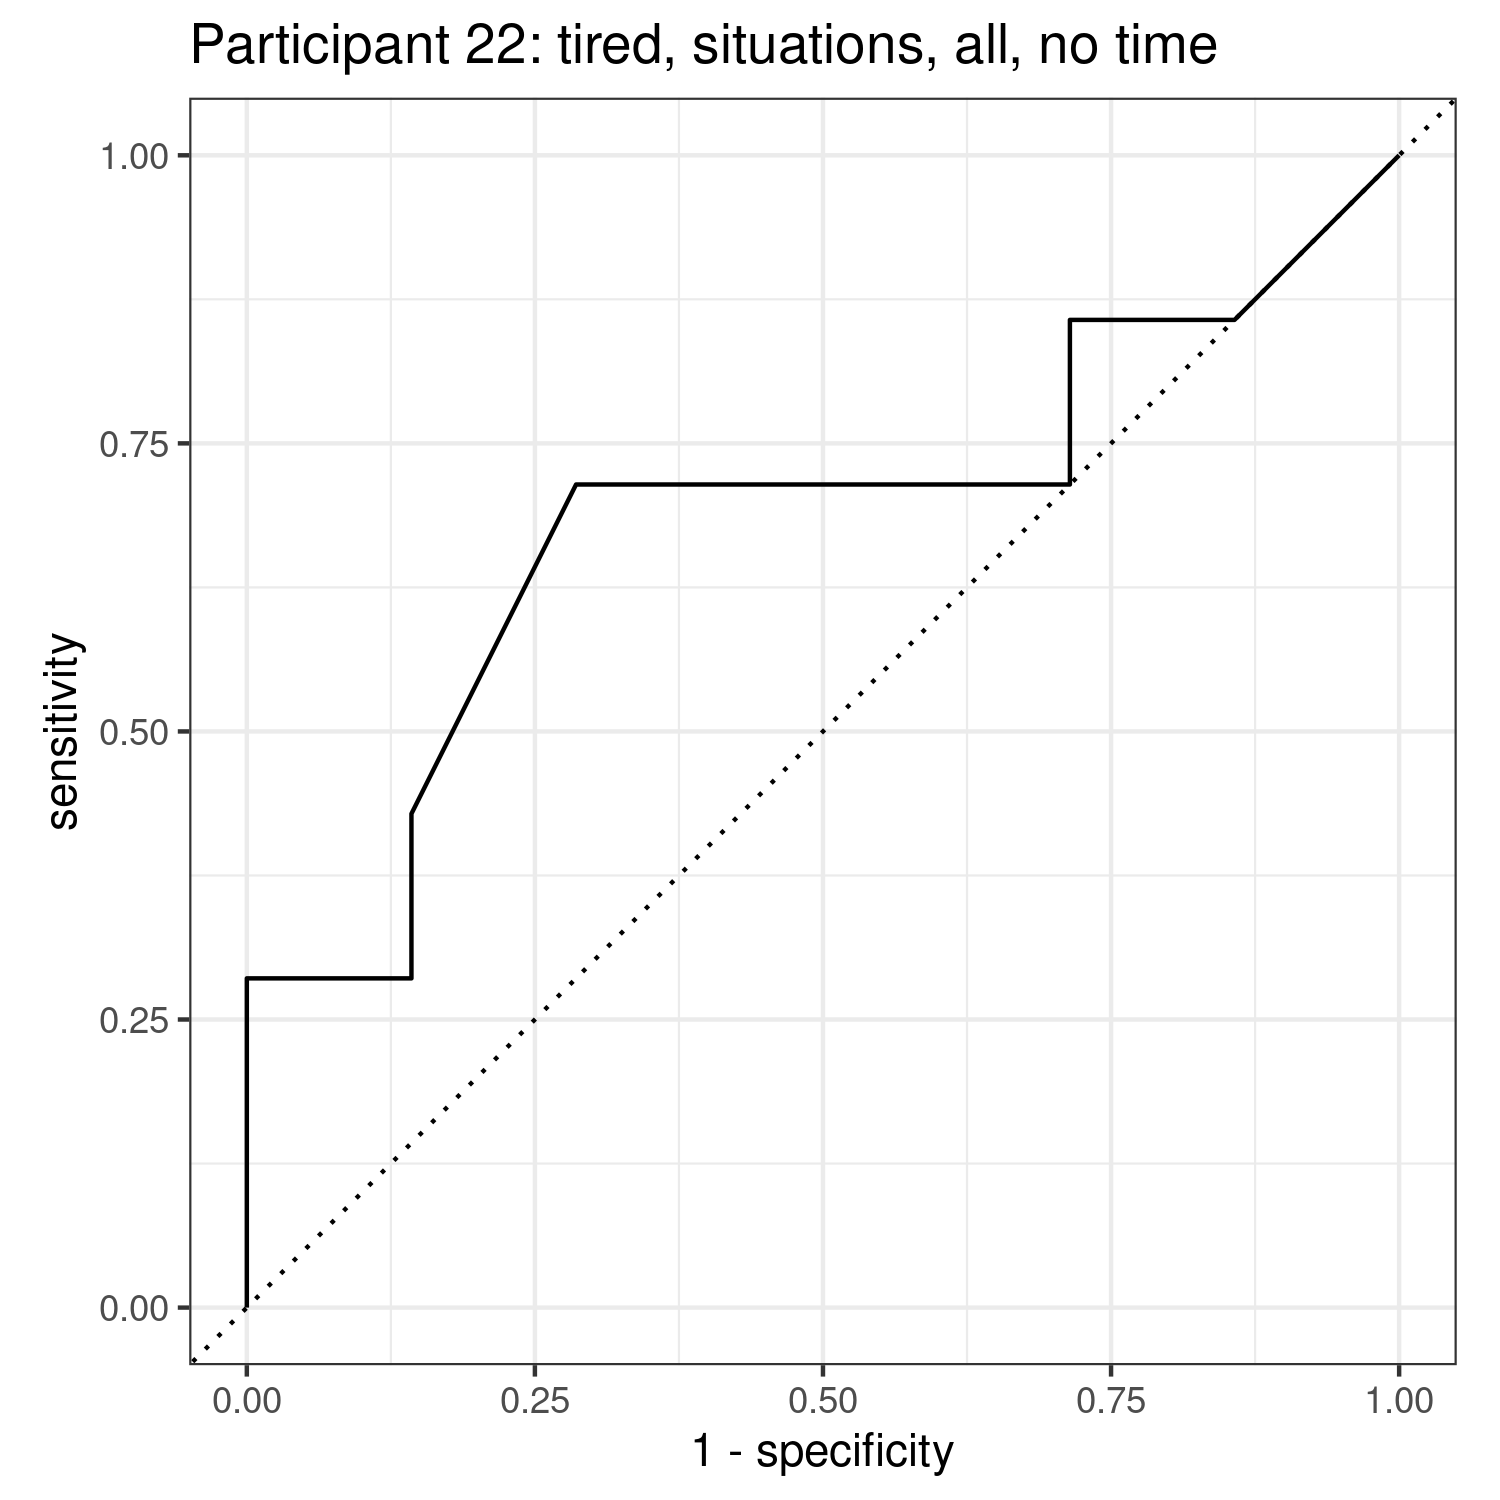 Participant 22: tired, situations, all, no time
1.00
0.75
0.50
0.25
0.00
sensitivity
0.00 0.25 0.50 0.75 1.00
1 - specificity